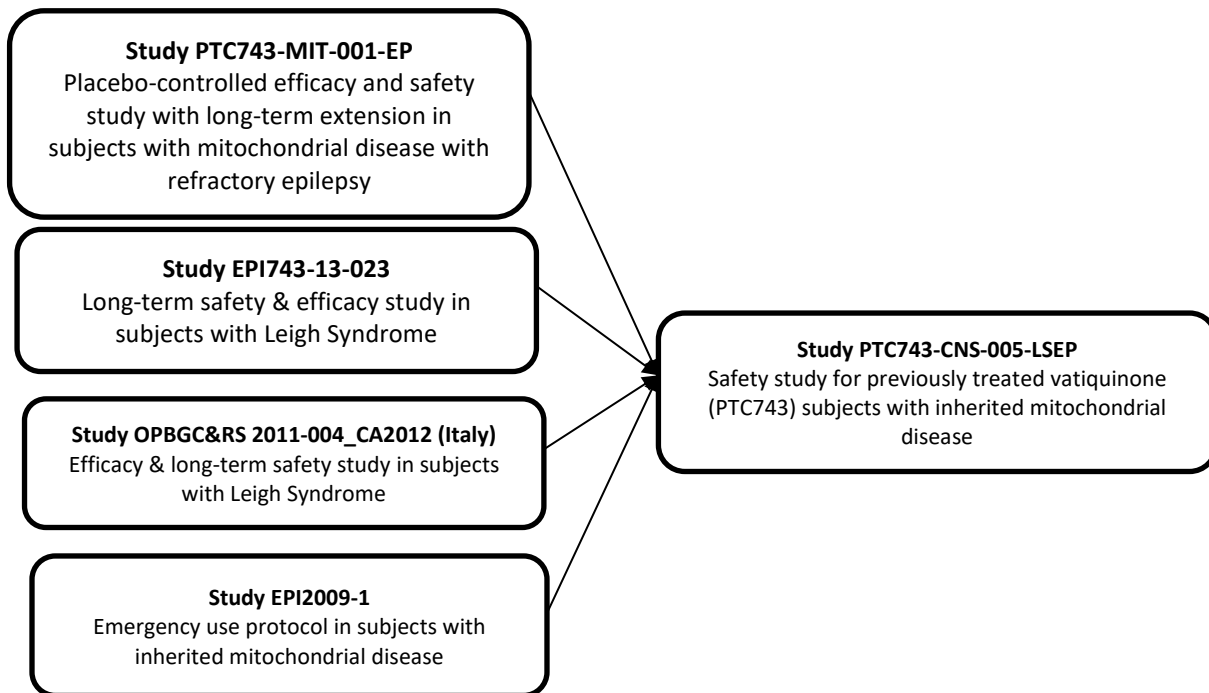 Study PTC743-MIT-001-EP
Placebo-controlled efficacy and safety
study with long-term extension in
subjects with mitochondrial disease with
refractory epilepsy
Study EPI743-13-023
Long-term safety & efficacy study in
subjects with Leigh Syndrome
Study OPBGC&RS 2011-004_CA2012 (Italy)
Efficacy & long-term safety study in subjects
with Leigh Syndrome
Study EPI2009-1
Emergency use protocol in subjects with
inherited mitochondrial disease
Study PTC743-CNS-005-LSEP
Safety study for previously treated vatiquinone
(PTC743) subjects with inherited mitochondrial
disease